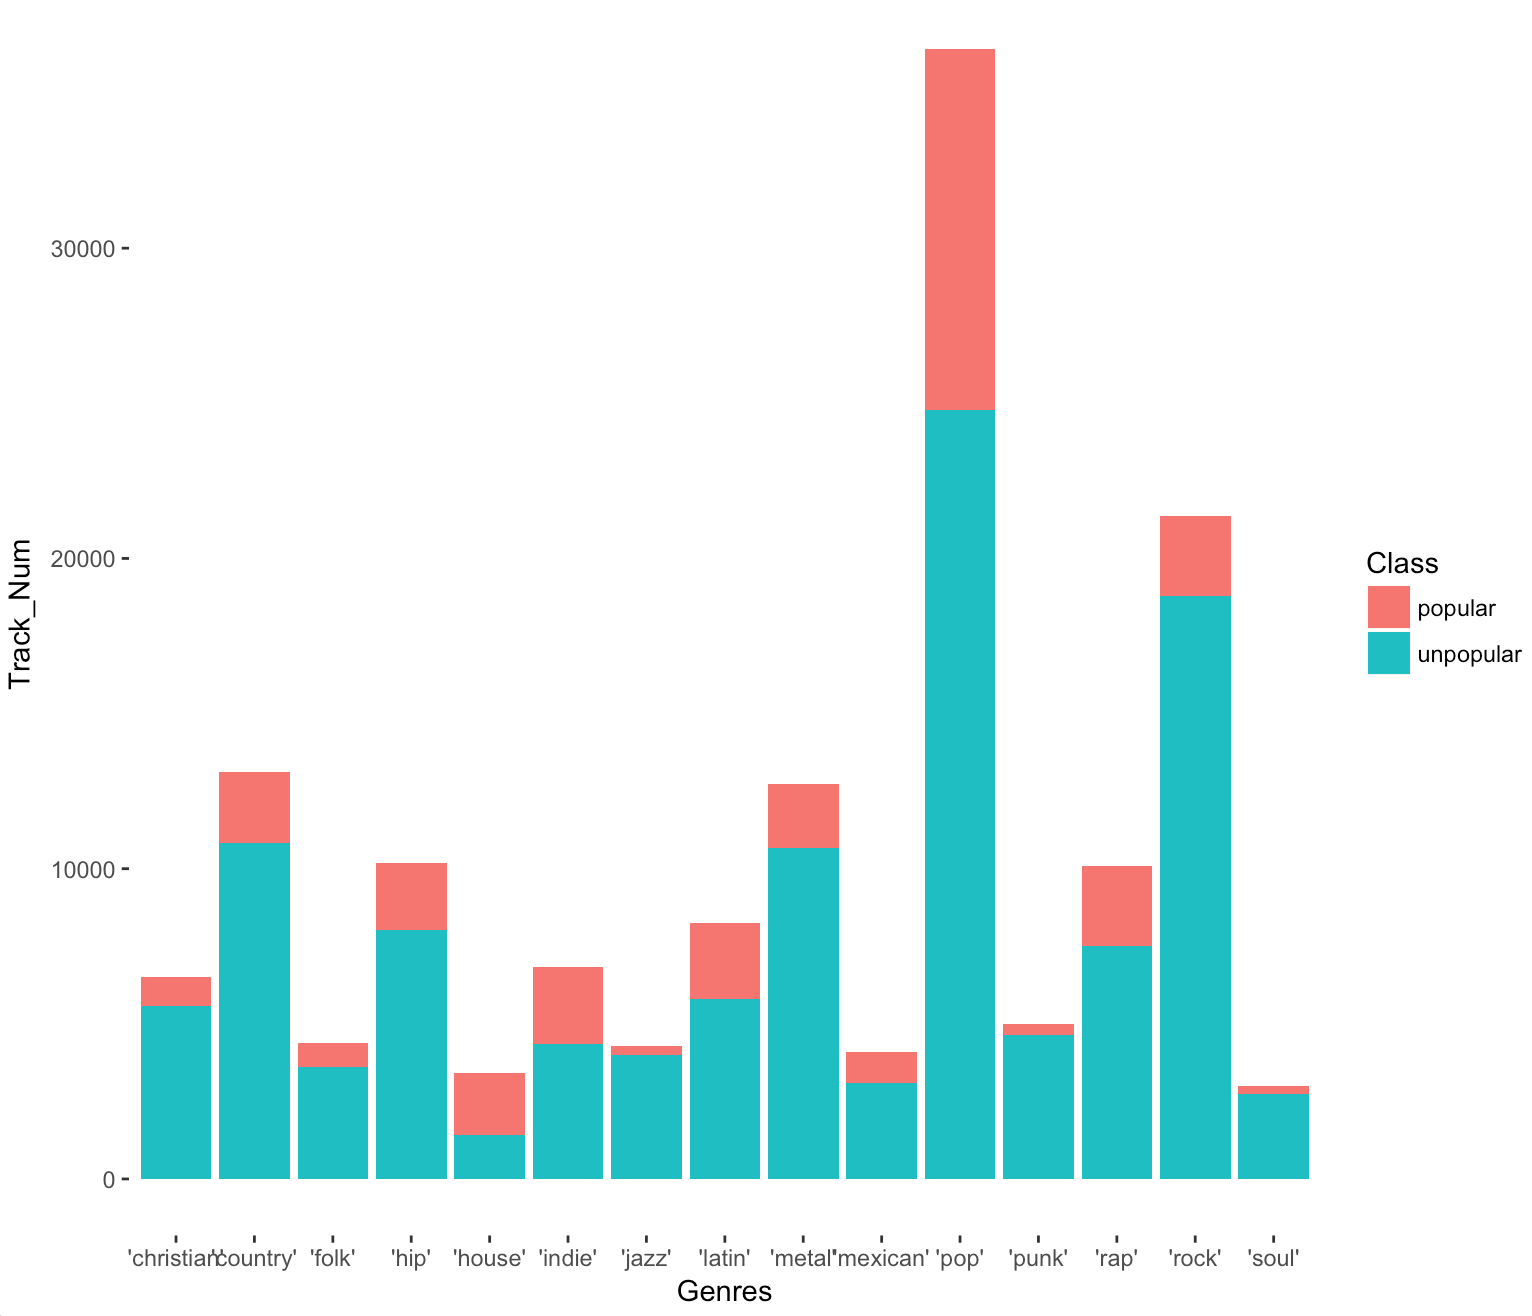 30000
20000
10000
0
Track_Num
'christian' 'country' 'folk' 'hip' 'house' 'indie' 'jazz' 'latin' 'metal' 'mexican' 'pop' 'punk' 'rap' 'rock' 'soul'
Genres
Class
popular
unpopular